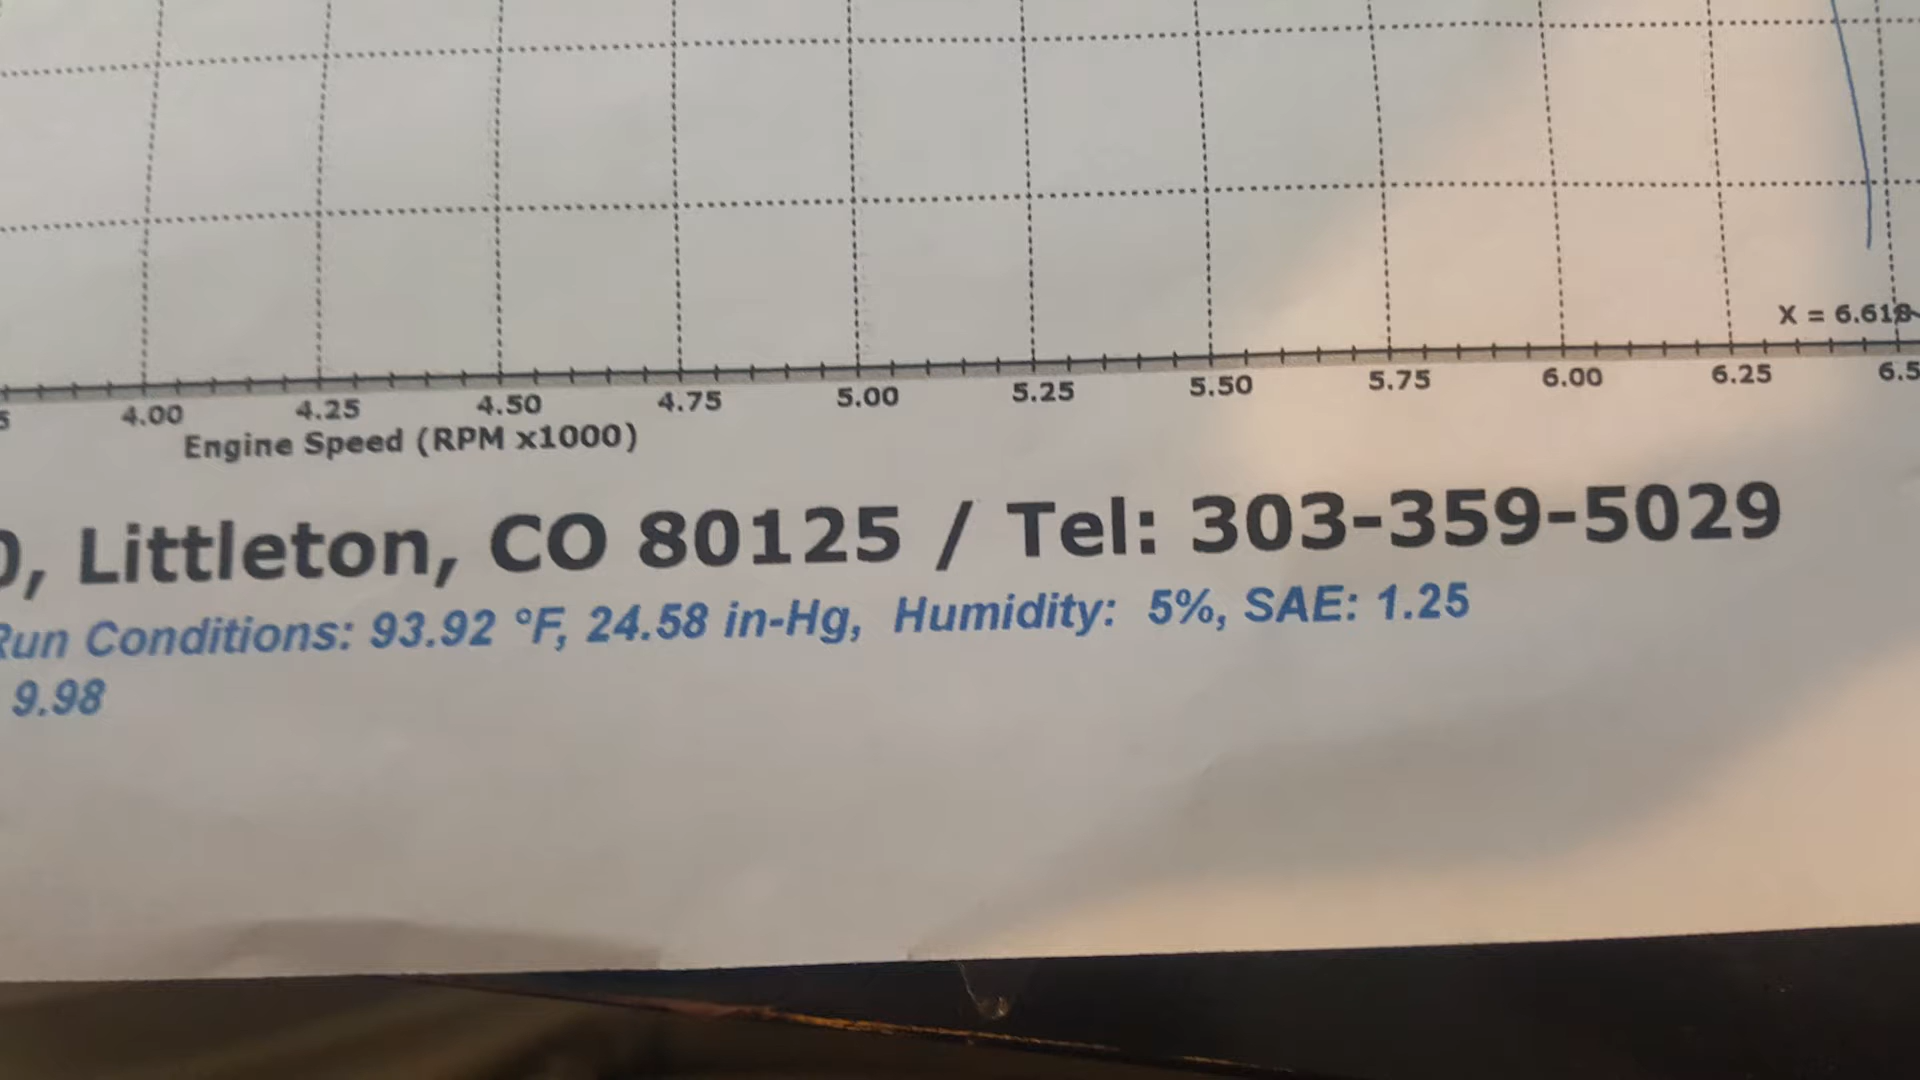 X = 6.618
4.00 4.25 4.50 4.75 5.00 5.25 5.50 5.75 6.00 6.25 6.5
Engine Speed (RPM x1000)
, Littleton, CO 80125 / Tel: 303-359-5029
Run Conditions: 93.92 °F, 24.58 in-Hg, Humidity: 5%, SAE: 1.25
9.98